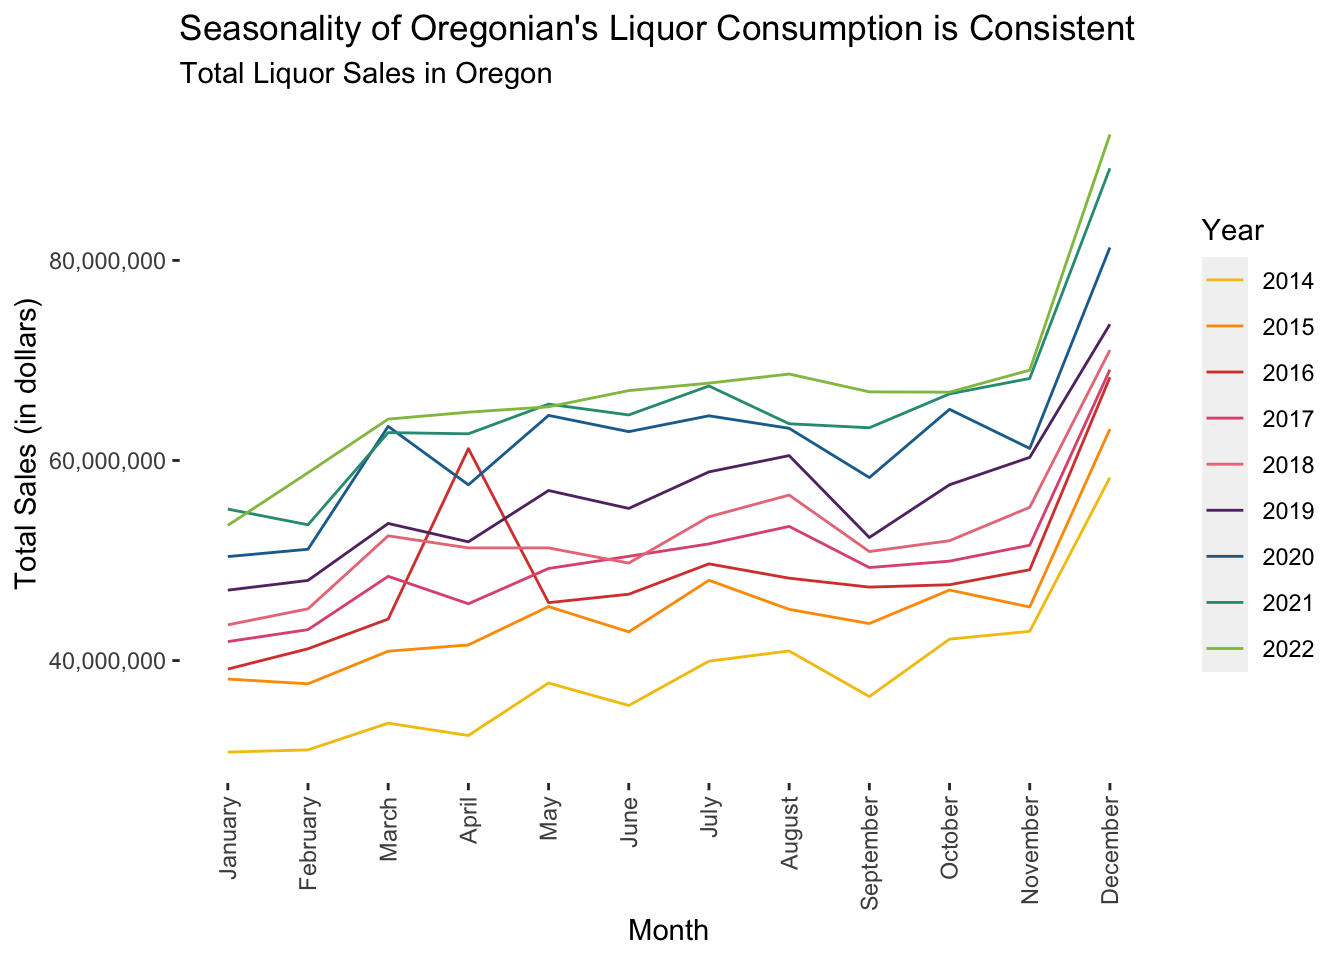 Seasonality of Oregonian's Liquor Consumption is Consistent
Total Liquor Sales in Oregon
Total Sales (in dollars)
80,000,000
60,000,000
40,000,000
January
February
March
April
May
June
July
August
September
October
November
December
Month
Year
2014
2015
2016
2017
2018
2019
2020
2021
2022